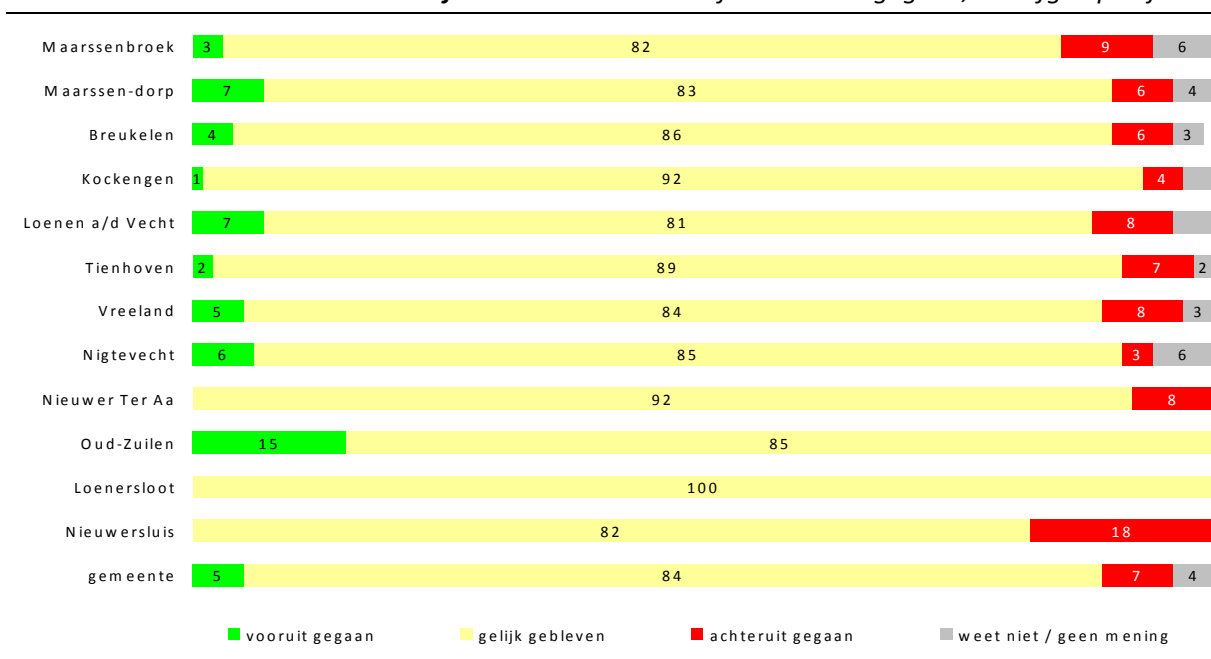 Maarssenbroek 3 82 9 6
Maarssen-dorp 7 83 6 4
Breukelen 4 86 6 3
Kockengen 1 92 4
Loenen a/d Vecht 7 81 8
Tienhoven 2 89 7 2
Vreeland 5 84 8 3
Nigtevecht 6 85 3 6
Nieuwer Ter Aa 92 8
Oud-Zuilen 15 85
Loenersloot 100
Nieuwersluis 82 18
gemeente 5 84 7 4
vooruit gegaan gelijk gebleven achteruit gegaan weet niet / geen mening